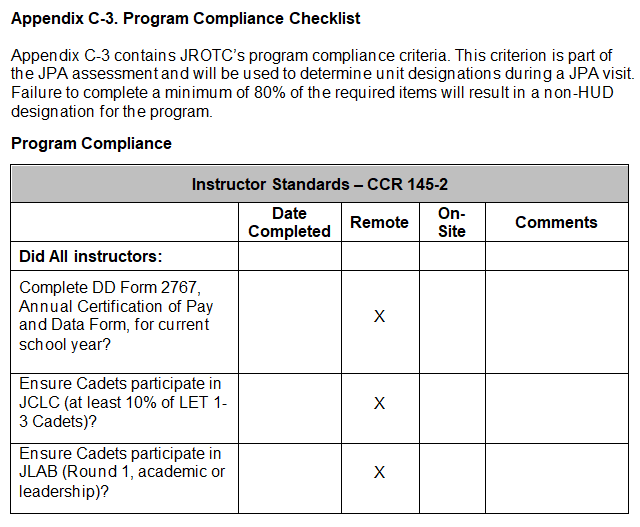 Appendix C-3. Program Compliance Checklist
Appendix C-3 contains JROTC's program compliance criteria. This criterion is part of
the JPA assessment and will be used to determine unit designations during a JPA visit.
Failure to complete a minimum of 80% of the required items will result in a non-HUD
designation for the program.
Program Compliance
Instructor Standards – CCR 145-2
Date
Completed
Remote
On-
Site
Comments
Did All instructors:
Complete DD Form 2767,
Annual Certification of Pay
and Data Form, for current
school year?
X
Ensure Cadets participate in
JCLC (at least 10% of LET 1-
3 Cadets)?
X
Ensure Cadets participate in
JLAB (Round 1, academic or
leadership)?
X